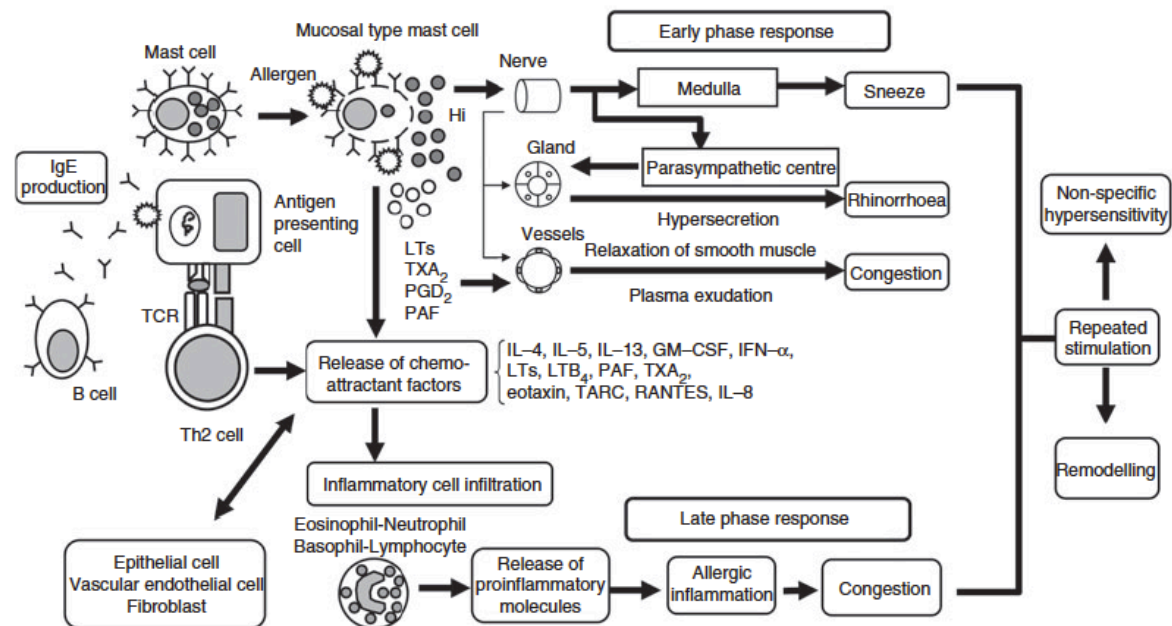 Mucosal type mast cell
Early phase response
Mast cell
Allergen
Nerve
Medulla
Sneeze
Hi
Gland
Parasympathetic centre
IgE
production
Antigen
presenting
cell
Rhinorrhoea
Non-specific
hypersensitivity
Hypersecretion
Vessels
Relaxation of smooth muscle
Congestion
Plasma exudation
LTs
TXA2
PGD2
PAF
TCR
Repeated
stimulation
B cell
Th2 cell
Release of chemo-
attractant factors
IL–4, IL–5, IL–13, GM–CSF, IFN–α,
LTs, LTB4, PAF, TXA2,
eotaxin, TARC, RANTES, IL–8
Remodelling
Inflammatory cell infiltration
Late phase response
Eosinophil-Neutrophil
Basophil-Lymphocyte
Epithelial cell
Vascular endothelial cell
Fibroblast
Release of
proinflammatory
molecules
Allergic
inflammation
Congestion